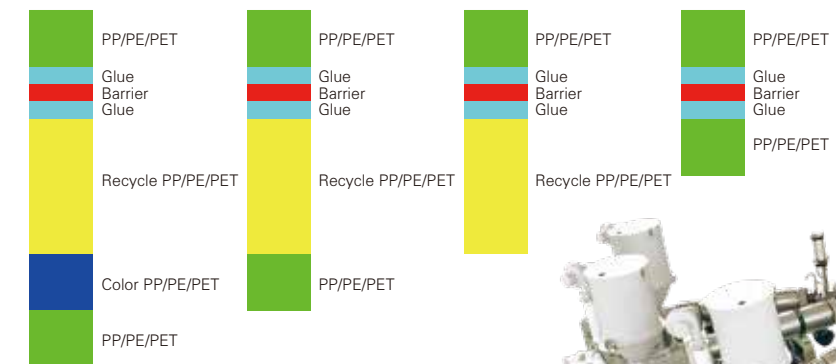 PP/PE/PET PP/PE/PET PP/PE/PET PP/PE/PET
Glue Glue Glue Glue
Barrier Barrier Barrier Barrier
Glue Glue Glue Glue
PP/PE/PET
Recycle PP/PE/PET Recycle PP/PE/PET Recycle PP/PE/PET
Color PP/PE/PET PP/PE/PET
PP/PE/PET